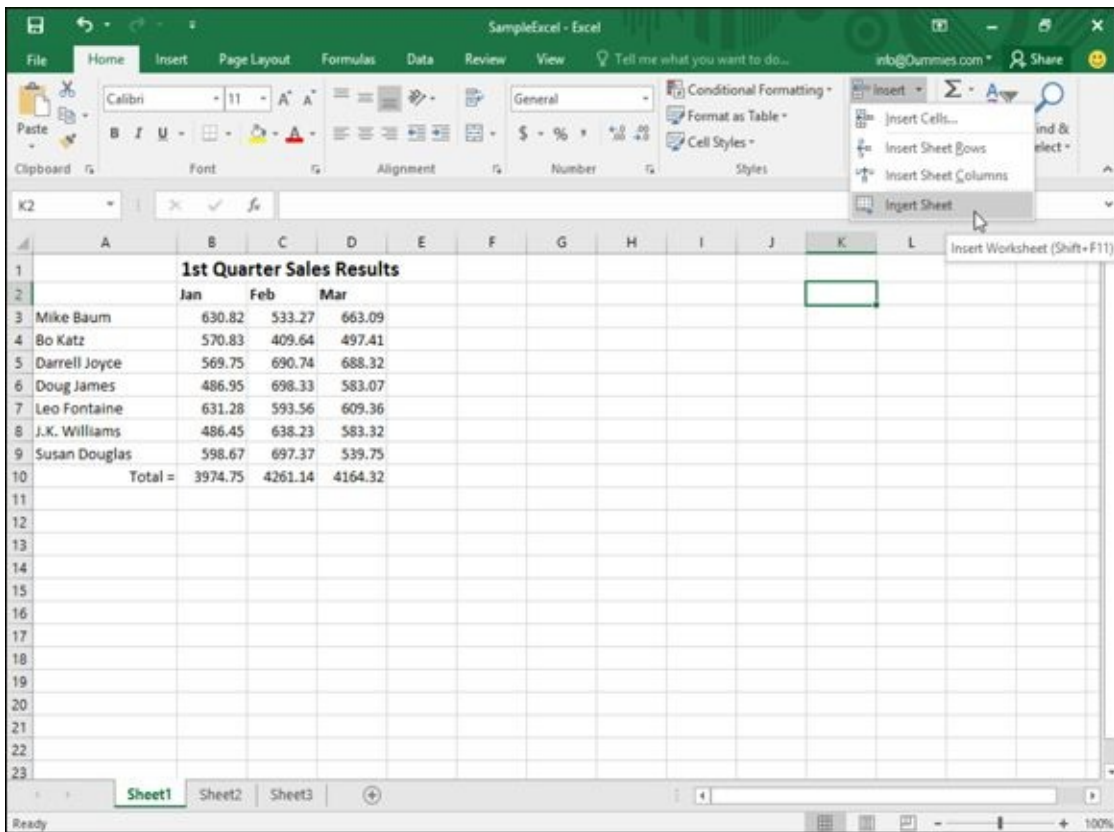 SampleExcel - Excel
File Home Insert Page Layout Formulas Data Review View Tell me what you want to do... info@Dummies.com Share
Paste
Calibri 11
B I U
General
$ % ,
Conditional Formatting
Format as Table
Cell Styles
Insert
Insert Cells...
Insert Sheet Rows
Insert Sheet Columns
Insert Sheet
Insert Worksheet (Shift+F11)
ind &
elect
Clipboard Font Alignment Number Styles
K2 fx
A B C D E F G H I J K L
1 1st Quarter Sales Results
2 Jan Feb Mar
3 Mike Baum 630.82 533.27 663.09
4 Bo Katz 570.83 409.64 497.41
5 Darrell Joyce 569.75 690.74 688.32
6 Doug James 486.95 698.33 583.07
7 Leo Fontaine 631.28 593.56 609.36
8 J.K. Williams 486.45 638.23 583.32
9 Susan Douglas 598.67 697.37 539.75
10 Total = 3974.75 4261.14 4164.32
11
12
13
14
15
16
17
18
19
20
21
22
23
Sheet1 Sheet2 Sheet3
Ready 100%